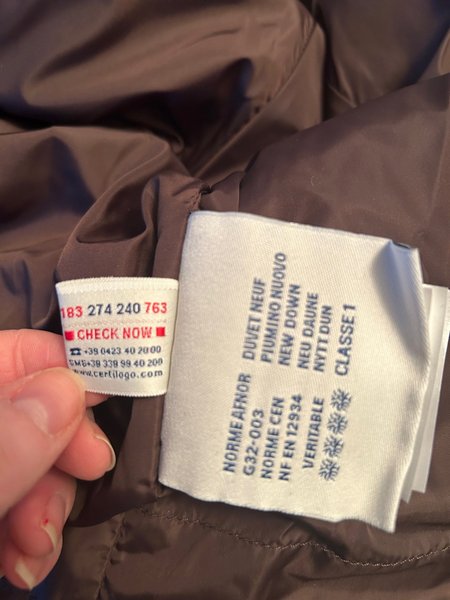 183 274 240 763
CHECK NOW
☎ +39 0423 40 20 00
SMS +39 339 99 40 200
www.certilogo.com
DUVET NEUF
PIUMINO NUOVO
NEW DOWN
NEU DAUNE
NYTT DUN
CLASSE 1
NORME AFNOR
G32-003
NORME CEN
NF EN 12934
VERITABLE